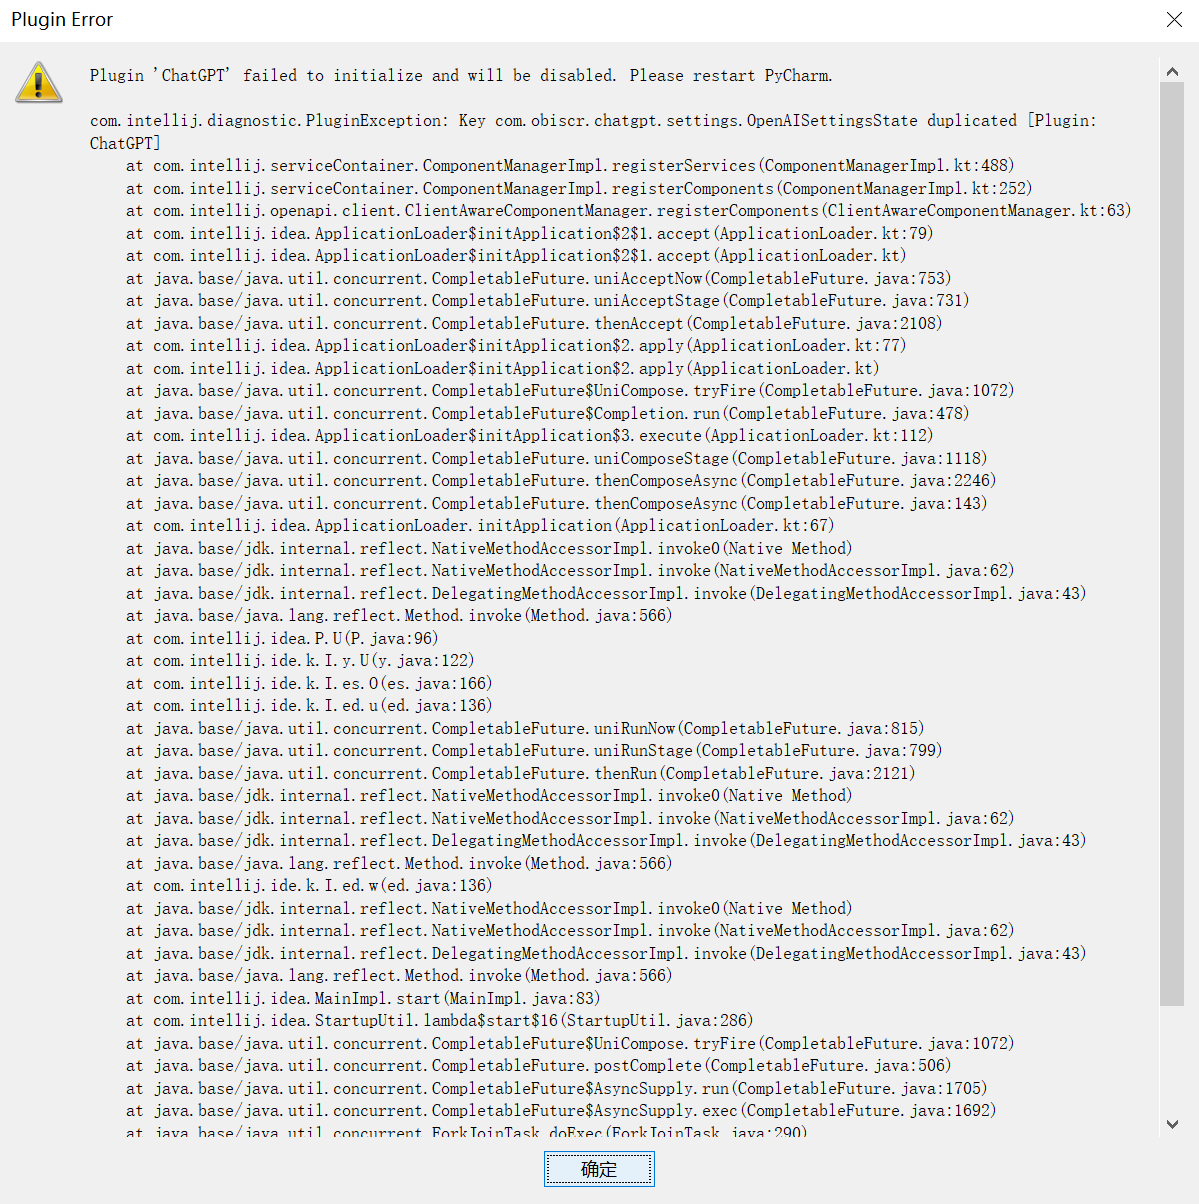 Plugin Error
Plugin 'ChatGPT' failed to initialize and will be disabled. Please restart PyCharm.
com.intellij.diagnostic.PluginException: Key com.obiscr.chatgpt.settings.OpenAISettingsState duplicated [Plugin:
ChatGPT]
at com.intellij.serviceContainer.ComponentManagerImpl.registerServices(ComponentManagerImpl.kt:488)
at com.intellij.serviceContainer.ComponentManagerImpl.registerComponents(ComponentManagerImpl.kt:252)
at com.intellij.openapi.client.ClientAwareComponentManager.registerComponents(ClientAwareComponentManager.kt:63)
at com.intellij.idea.ApplicationLoader$initApplication$2$1.accept(ApplicationLoader.kt:79)
at com.intellij.idea.ApplicationLoader$initApplication$2$1.accept(ApplicationLoader.kt)
at java.base/java.util.concurrent.CompletableFuture.uniAcceptNow(CompletableFuture.java:753)
at java.base/java.util.concurrent.CompletableFuture.uniAcceptStage(CompletableFuture.java:731)
at java.base/java.util.concurrent.CompletableFuture.thenAccept(CompletableFuture.java:2108)
at com.intellij.idea.ApplicationLoader$initApplication$2.apply(ApplicationLoader.kt:77)
at com.intellij.idea.ApplicationLoader$initApplication$2.apply(ApplicationLoader.kt)
at java.base/java.util.concurrent.CompletableFuture$UniCompose.tryFire(CompletableFuture.java:1072)
at java.base/java.util.concurrent.CompletableFuture$Completion.run(CompletableFuture.java:478)
at com.intellij.idea.ApplicationLoader$initApplication$3.execute(ApplicationLoader.kt:112)
at java.base/java.util.concurrent.CompletableFuture.uniComposeStage(CompletableFuture.java:1118)
at java.base/java.util.concurrent.CompletableFuture.thenComposeAsync(CompletableFuture.java:2246)
at java.base/java.util.concurrent.CompletableFuture.thenComposeAsync(CompletableFuture.java:143)
at com.intellij.idea.ApplicationLoader.initApplication(ApplicationLoader.kt:67)
at java.base/jdk.internal.reflect.NativeMethodAccessorImpl.invoke0(Native Method)
at java.base/jdk.internal.reflect.NativeMethodAccessorImpl.invoke(NativeMethodAccessorImpl.java:62)
at java.base/jdk.internal.reflect.DelegatingMethodAccessorImpl.invoke(DelegatingMethodAccessorImpl.java:43)
at java.base/java.lang.reflect.Method.invoke(Method.java:566)
at com.intellij.idea.P.U(P.java:96)
at com.intellij.ide.k.I.y.U(y.java:122)
at com.intellij.ide.k.I.es.O(es.java:166)
at com.intellij.ide.k.I.ed.u(ed.java:136)
at java.base/java.util.concurrent.CompletableFuture.uniRunNow(CompletableFuture.java:815)
at java.base/java.util.concurrent.CompletableFuture.uniRunStage(CompletableFuture.java:799)
at java.base/java.util.concurrent.CompletableFuture.thenRun(CompletableFuture.java:2121)
at java.base/jdk.internal.reflect.NativeMethodAccessorImpl.invoke0(Native Method)
at java.base/jdk.internal.reflect.NativeMethodAccessorImpl.invoke(NativeMethodAccessorImpl.java:62)
at java.base/jdk.internal.reflect.DelegatingMethodAccessorImpl.invoke(DelegatingMethodAccessorImpl.java:43)
at java.base/java.lang.reflect.Method.invoke(Method.java:566)
at com.intellij.ide.k.I.ed.w(ed.java:136)
at java.base/jdk.internal.reflect.NativeMethodAccessorImpl.invoke0(Native Method)
at java.base/jdk.internal.reflect.NativeMethodAccessorImpl.invoke(NativeMethodAccessorImpl.java:62)
at java.base/jdk.internal.reflect.DelegatingMethodAccessorImpl.invoke(DelegatingMethodAccessorImpl.java:43)
at java.base/java.lang.reflect.Method.invoke(Method.java:566)
at com.intellij.idea.MainImpl.start(MainImpl.java:83)
at com.intellij.idea.StartupUtil.lambda$start$16(StartupUtil.java:286)
at java.base/java.util.concurrent.CompletableFuture$UniCompose.tryFire(CompletableFuture.java:1072)
at java.base/java.util.concurrent.CompletableFuture.postComplete(CompletableFuture.java:506)
at java.base/java.util.concurrent.CompletableFuture$AsyncSupply.run(CompletableFuture.java:1705)
at java.base/java.util.concurrent.CompletableFuture$AsyncSupply.exec(CompletableFuture.java:1692)
at java.base/java.util.concurrent.ForkJoinTask.doExec(ForkJoinTask.java:290)
确定